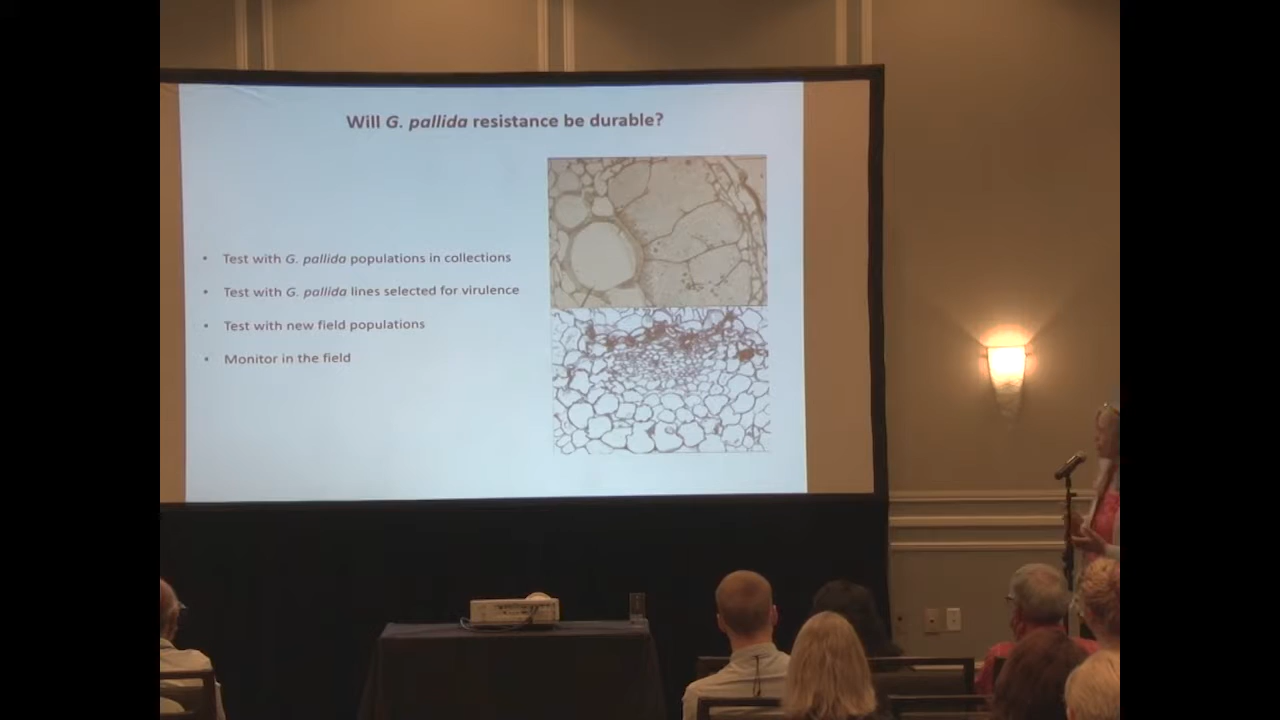 Will G. pallida resistance be durable?
• Test with G. pallida populations in collections
• Test with G. pallida lines selected for virulence
• Test with new field populations
• Monitor in the field